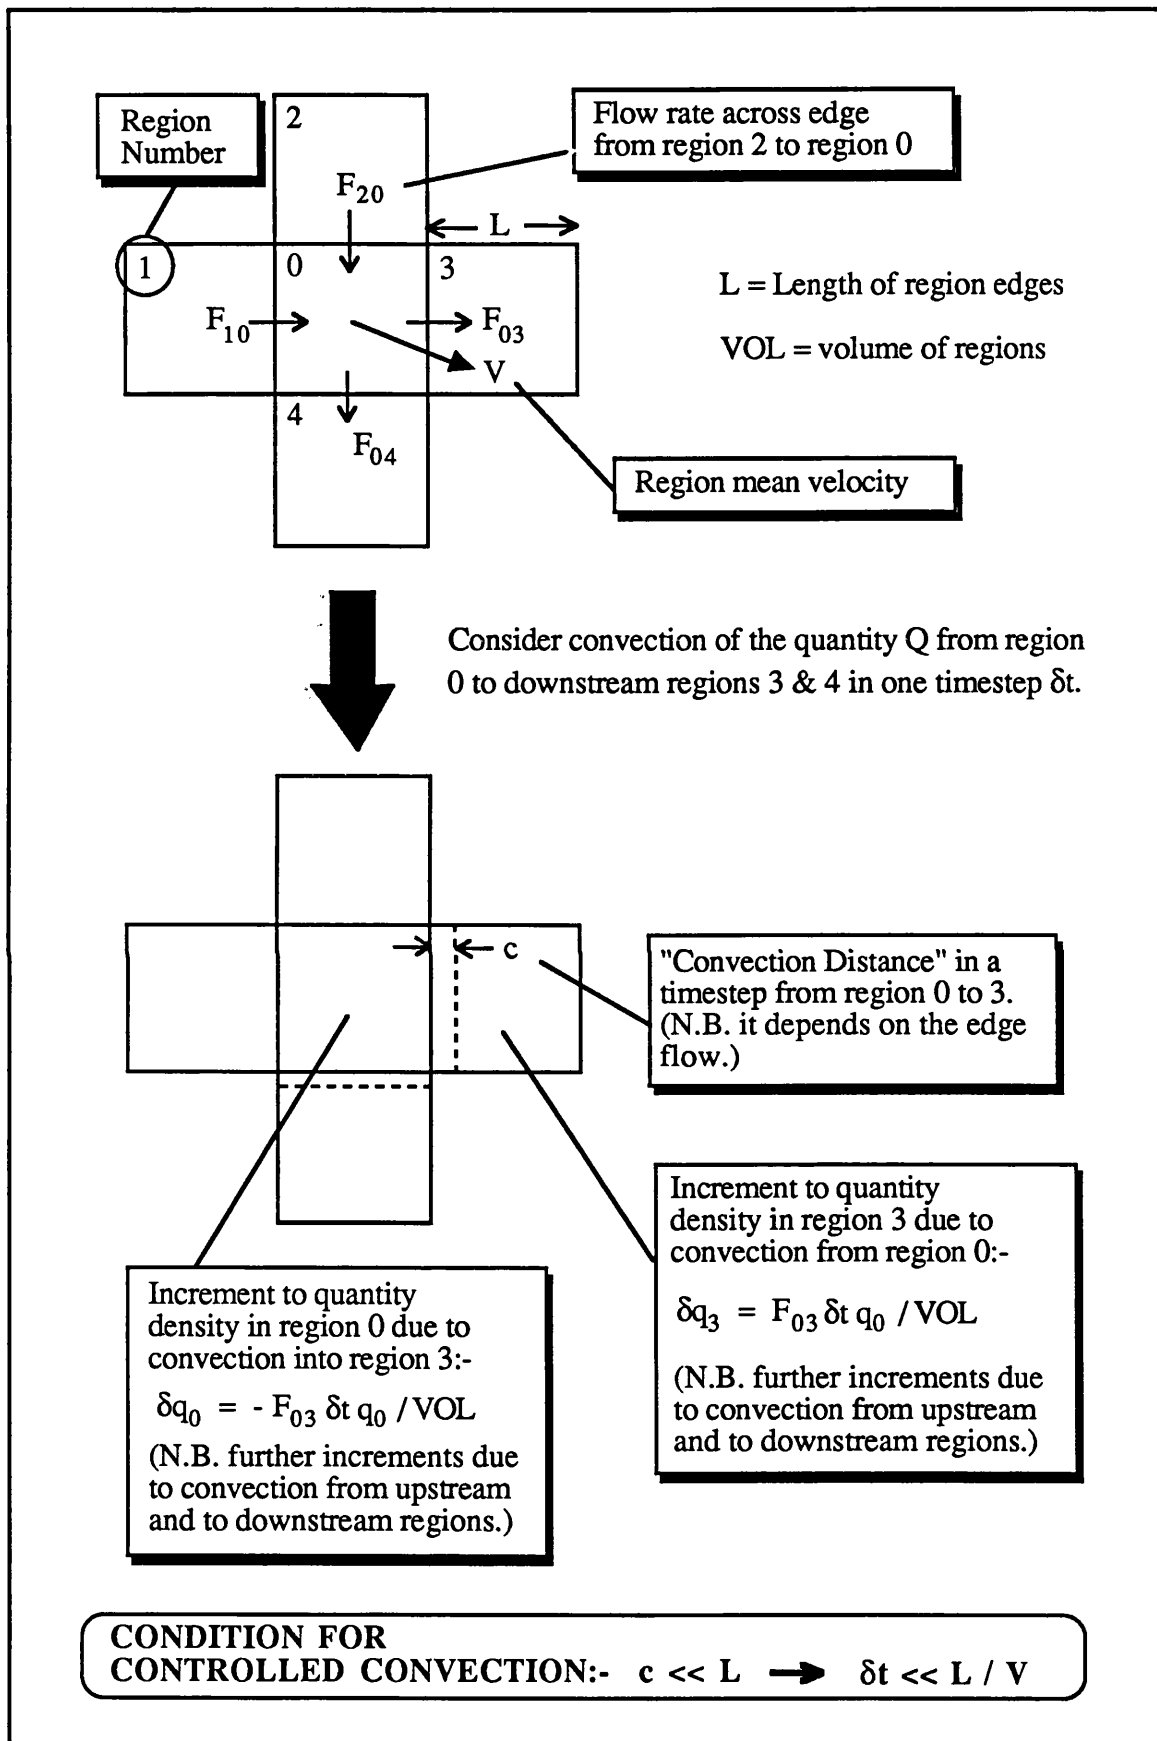 Region
Number
2
Flow rate across edge
from region 2 to region 0
F20
L
1
0
3
L = Length of region edges
F10
F03
VOL = volume of regions
V
4
F04
Region mean velocity
Consider convection of the quantity Q from region
0 to downstream regions 3 & 4 in one timestep δt.
c
"Convection Distance" in a
timestep from region 0 to 3.
(N.B. it depends on the edge
flow.)
Increment to quantity
density in region 3 due to
convection from region 0:-
δq3 = F03 δt q0 / VOL
(N.B. further increments due
to convection from upstream
and to downstream regions.)
Increment to quantity
density in region 0 due to
convection into region 3:-
δq0 = - F03 δt q0 / VOL
(N.B. further increments due
to convection from upstream
and to downstream regions.)
CONDITION FOR
CONTROLLED CONVECTION:- c << L → δt << L / V